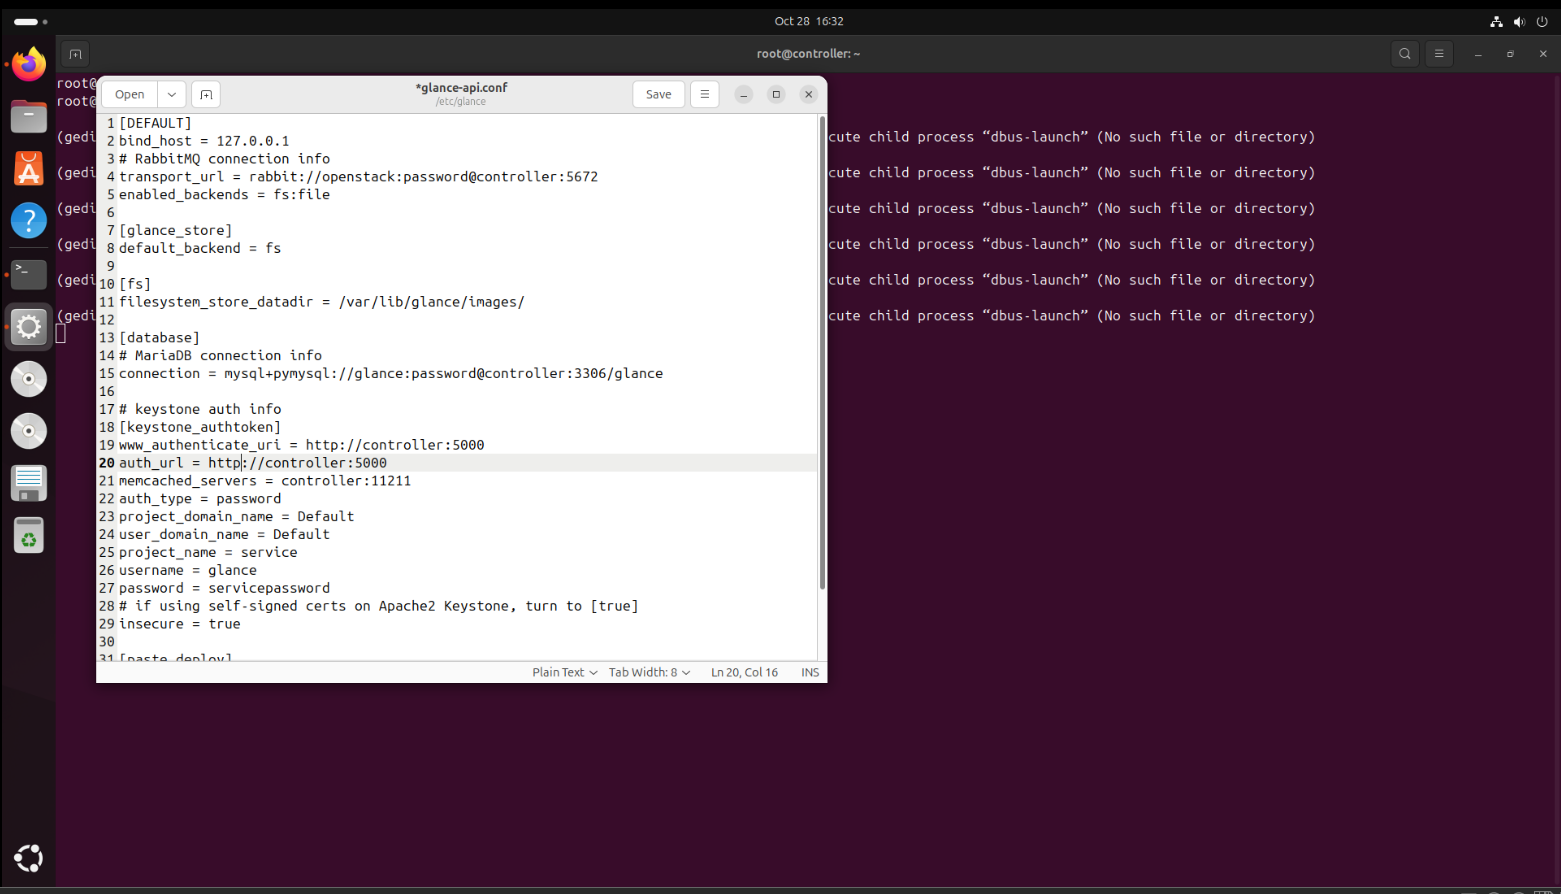 Oct 28 16:32
root@controller: ~
root@
root@
Open
*glance-api.conf
/etc/glance
Save
(gedi
cute child process “dbus-launch” (No such file or directory)
(gedi
cute child process “dbus-launch” (No such file or directory)
(gedi
cute child process “dbus-launch” (No such file or directory)
(gedi
cute child process “dbus-launch” (No such file or directory)
(gedi
cute child process “dbus-launch” (No such file or directory)
(gedi
cute child process “dbus-launch” (No such file or directory)
1 [DEFAULT]
2 bind_host = 127.0.0.1
3 # RabbitMQ connection info
4 transport_url = rabbit://openstack:password@controller:5672
5 enabled_backends = fs:file
6
7 [glance_store]
8 default_backend = fs
9
10 [fs]
11 filesystem_store_datadir = /var/lib/glance/images/
12
13 [database]
14 # MariaDB connection info
15 connection = mysql+pymysql://glance:password@controller:3306/glance
16
17 # keystone auth info
18 [keystone_authtoken]
19 www_authenticate_uri = http://controller:5000
20 auth_url = http://controller:5000
21 memcached_servers = controller:11211
22 auth_type = password
23 project_domain_name = Default
24 user_domain_name = Default
25 project_name = service
26 username = glance
27 password = servicepassword
28 # if using self-signed certs on Apache2 Keystone, turn to [true]
29 insecure = true
30
31 [paste_deploy]
Plain Text
Tab Width: 8
Ln 20, Col 16
INS